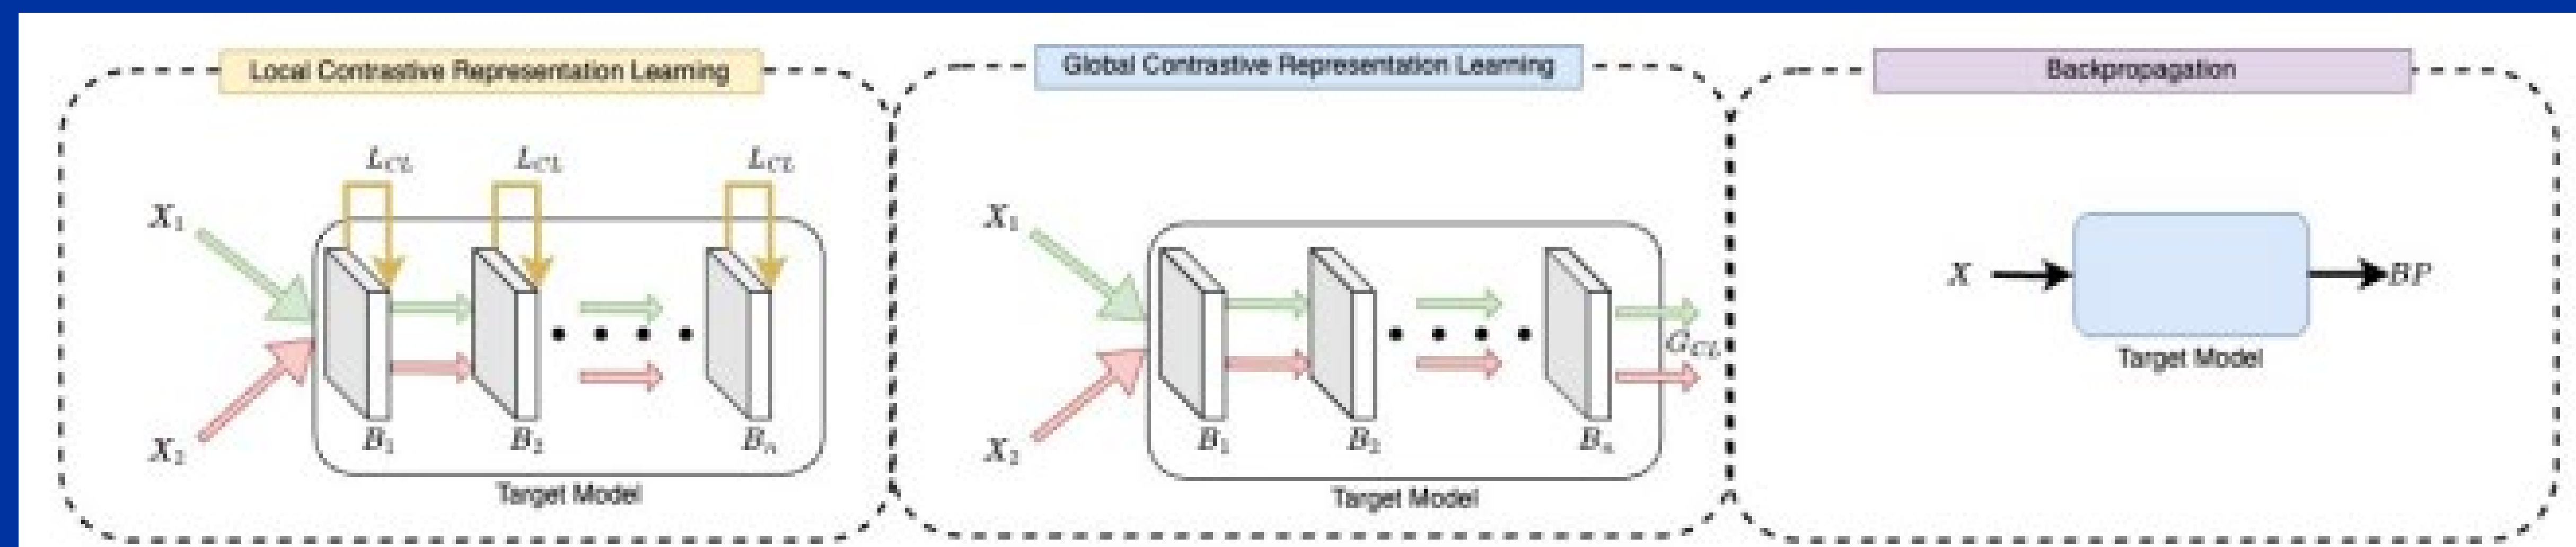 Local Contrastive Representation Learning
L_CL L_CL L_CL
X_1
X_2
B_1 B_2 B_n
Target Model
Global Contrastive Representation Learning
X_1
X_2
G_CL
B_1 B_2 B_n
Target Model
Backpropagation
X
BP
Target Model